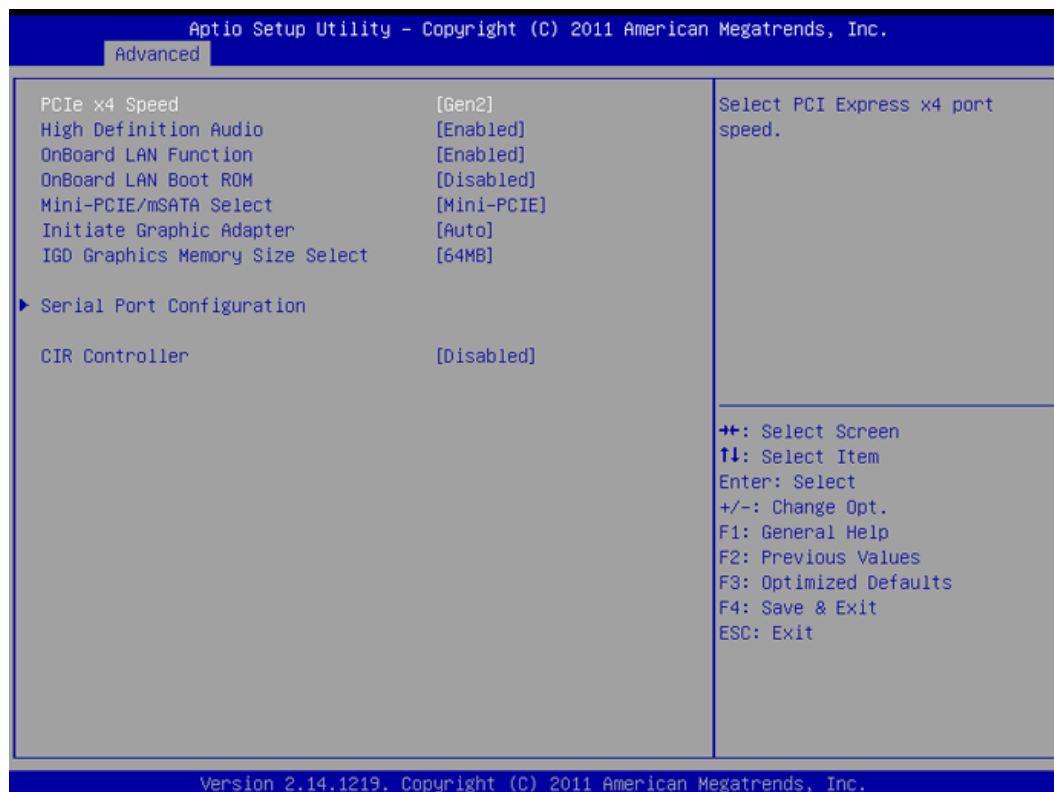 Aptio Setup Utility – Copyright (C) 2011 American Megatrends, Inc.
Advanced
PCIe x4 Speed [Gen2]
High Definition Audio [Enabled]
OnBoard LAN Function [Enabled]
OnBoard LAN Boot ROM [Disabled]
Mini-PCIE/mSATA Select [Mini-PCIE]
Initiate Graphic Adapter [Auto]
IGD Graphics Memory Size Select [64MB]
Serial Port Configuration
CIR Controller [Disabled]
Select PCI Express x4 port
speed.
→←: Select Screen
↑↓: Select Item
Enter: Select
+/-: Change Opt.
F1: General Help
F2: Previous Values
F3: Optimized Defaults
F4: Save & Exit
ESC: Exit
Version 2.14.1219. Copyright (C) 2011 American Megatrends, Inc.